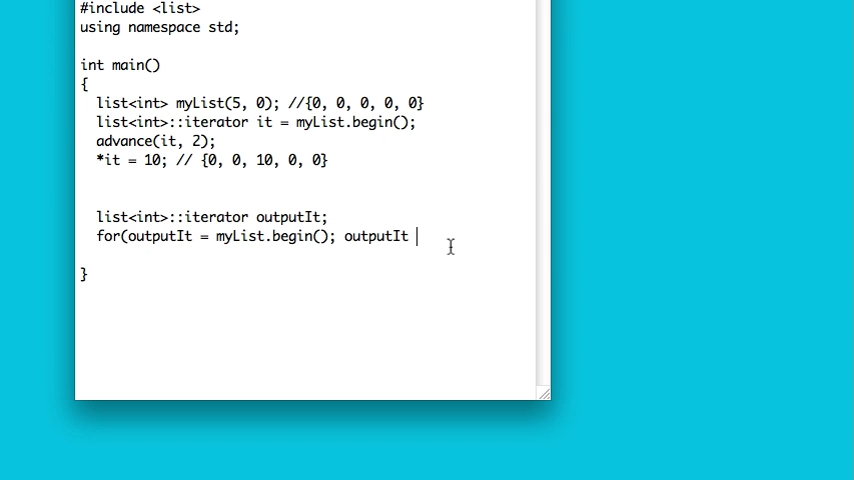 #include <list>
using namespace std;
int main()
{
list<int> myList(5, 0); //{0, 0, 0, 0, 0}
list<int>::iterator it = myList.begin();
advance(it, 2);
*it = 10; // {0, 0, 10, 0, 0}
list<int>::iterator outputIt;
for(outputIt = myList.begin(); outputIt
}